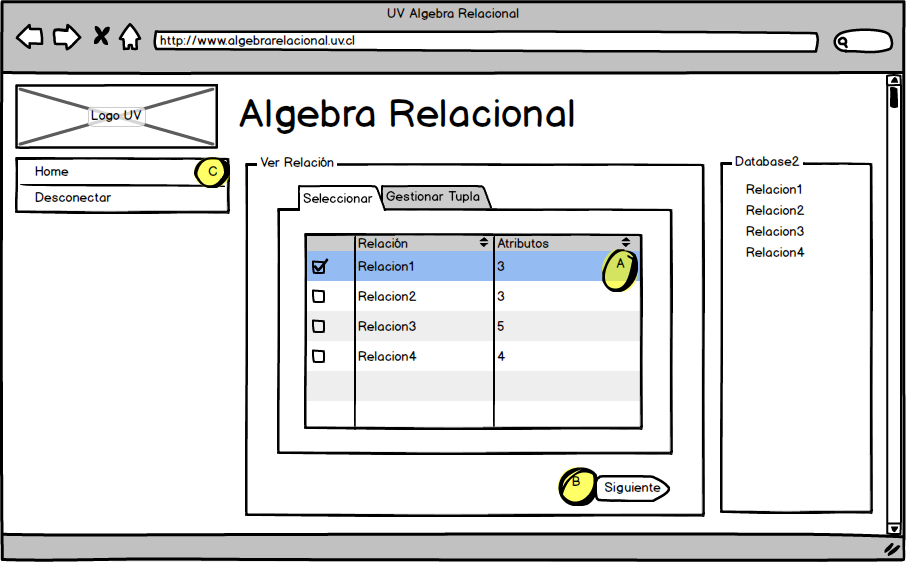 UV Algebra Relacional
http://www.algebrarelacional.uv.cl
Logo UV
Algebra Relacional
Home
C
Desconectar
Ver Relación
Seleccionar
Gestionar Tupla
Relación
Atributos
Relacion1
3
A
Relacion2
3
Relacion3
5
Relacion4
4
B
Siguiente
Database2
Relacion1
Relacion2
Relacion3
Relacion4